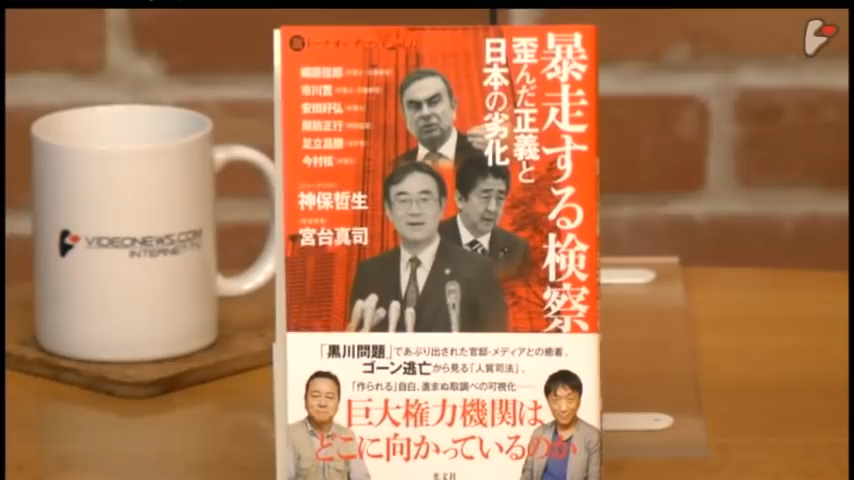 暴走する検察
歪んだ正義と
日本の劣化
郷原信郎
市川寛
安田好弘
周防正行
足立昌勝
今村核
神保哲生
宮台真司
「黒川問題」であぶり出された官邸・メディアとの癒着、
ゴーン逃亡から見る「人質司法」、
「作られる」自白、進まぬ取調べの可視化──
巨大権力機関は
どこに向かっているのか
光文社
VIDEONEWS.COM
INTERNET TV